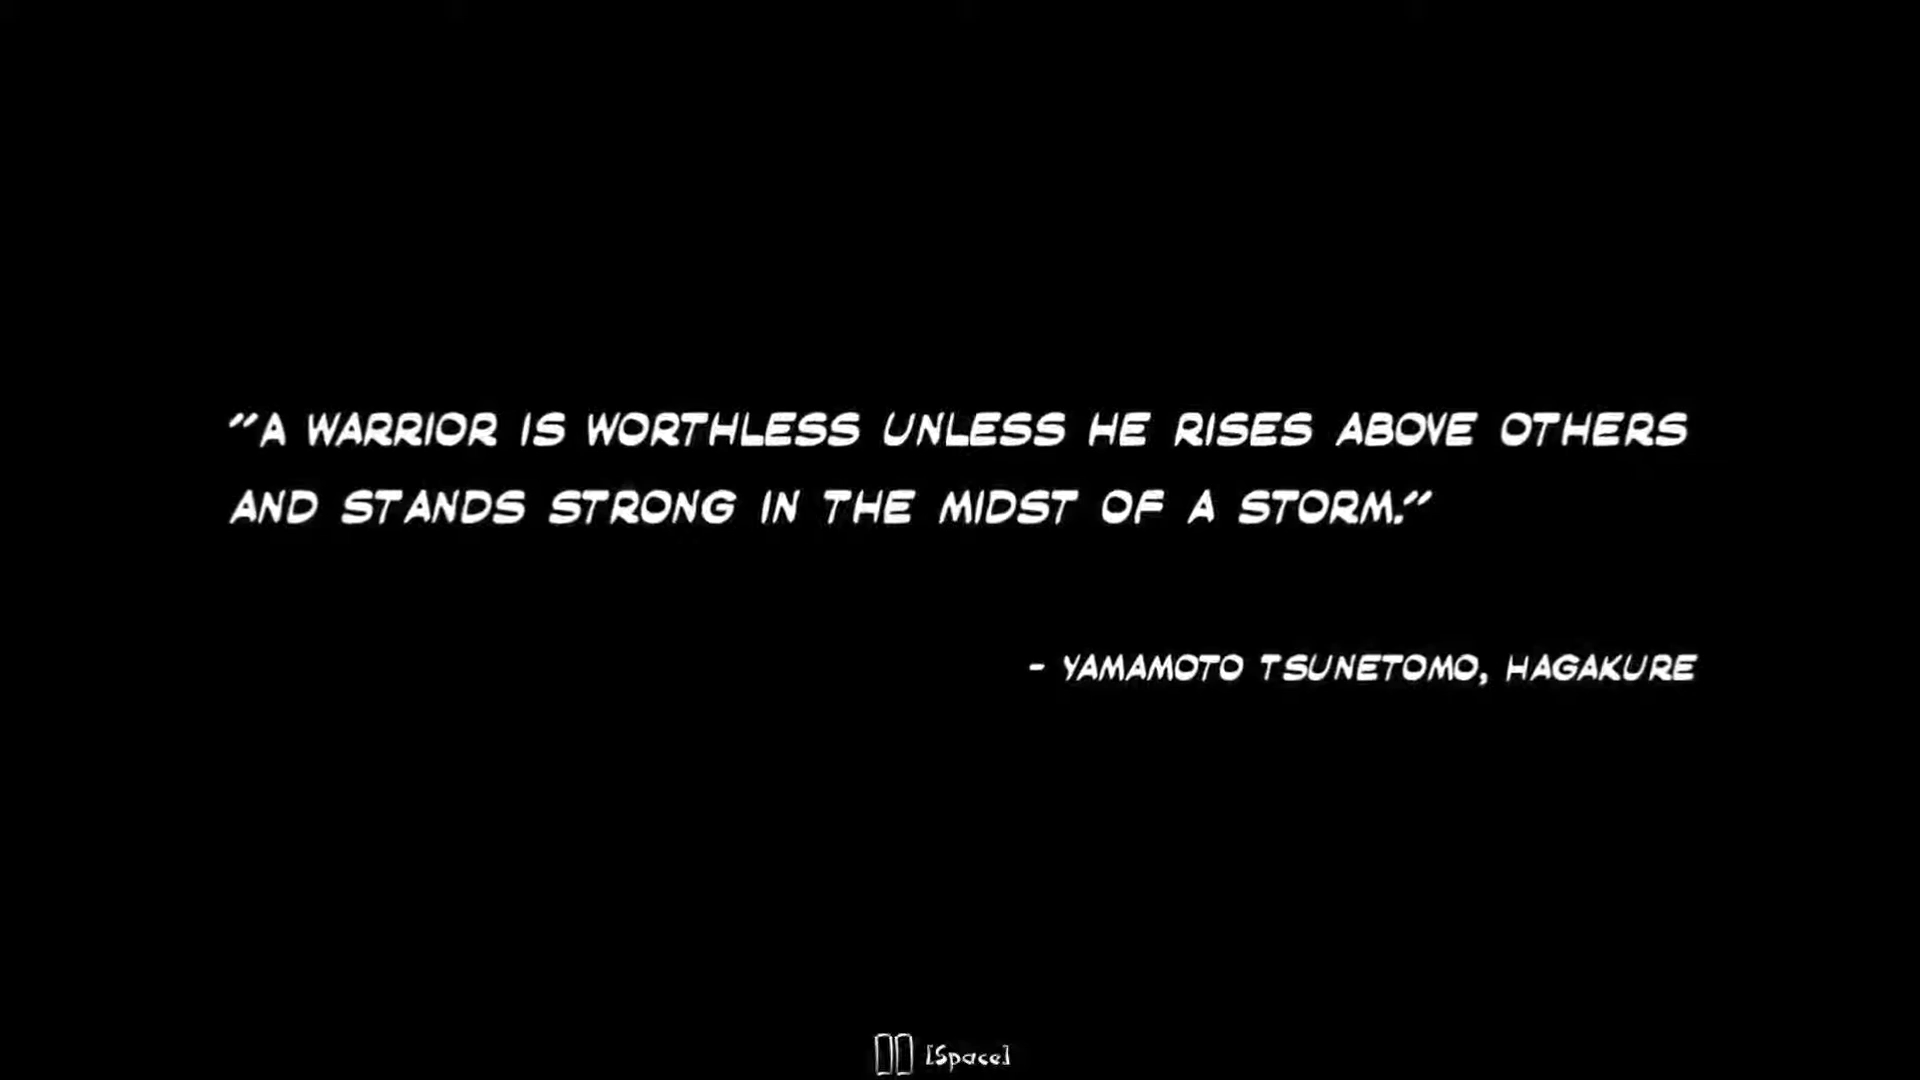 "A WARRIOR IS WORTHLESS UNLESS HE RISES ABOVE OTHERS
AND STANDS STRONG IN THE MIDST OF A STORM."
- YAMAMOTO TSUNETOMO, HAGAKURE
[Space]